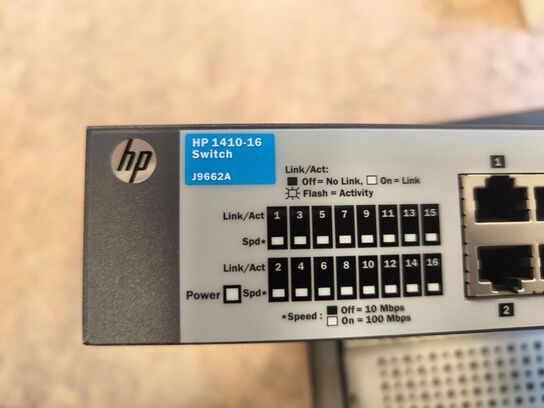 hp
HP 1410-16
Switch
J9662A
Link/Act:
Off = No Link, On = Link
Flash = Activity
Link/Act 1 3 5 7 9 11 13 15
Spd*
Link/Act 2 4 6 8 10 12 14 16
Power Spd*
*Speed : Off = 10 Mbps
On = 100 Mbps
1
2